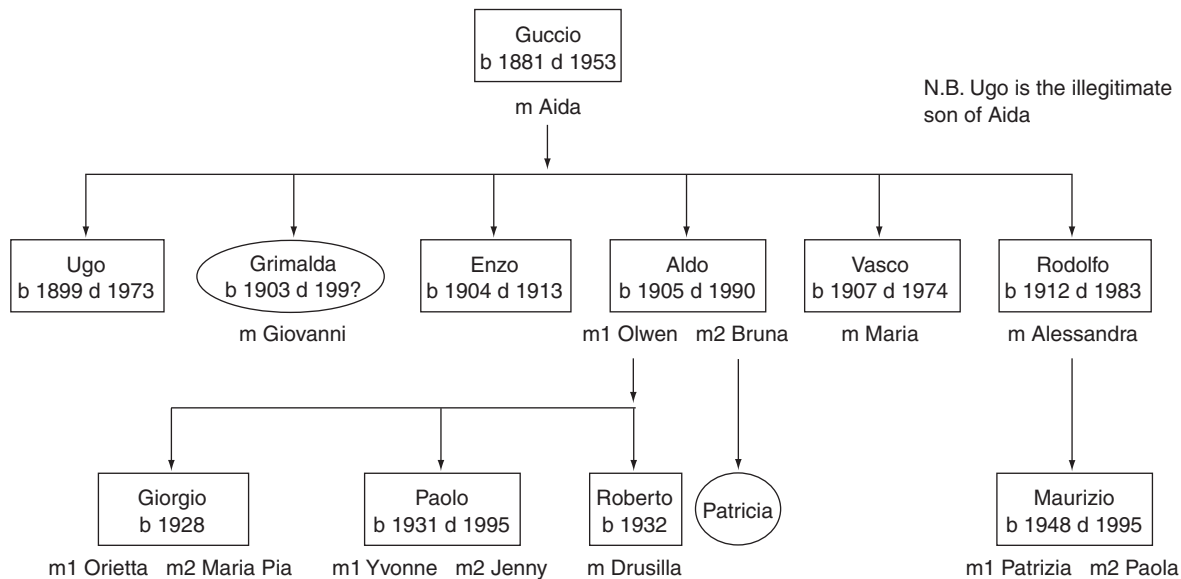 Guccio
b 1881 d 1953
m Aida
N.B. Ugo is the illegitimate
son of Aida
Ugo
b 1899 d 1973
Grimalda
b 1903 d 199?
m Giovanni
Enzo
b 1904 d 1913
Aldo
b 1905 d 1990
m1 Olwen m2 Bruna
Vasco
b 1907 d 1974
m Maria
Rodolfo
b 1912 d 1983
m Alessandra
Giorgio
b 1928
m1 Orietta m2 Maria Pia
Paolo
b 1931 d 1995
m1 Yvonne m2 Jenny
Roberto
b 1932
m Drusilla
Patricia
Maurizio
b 1948 d 1995
m1 Patrizia m2 Paola